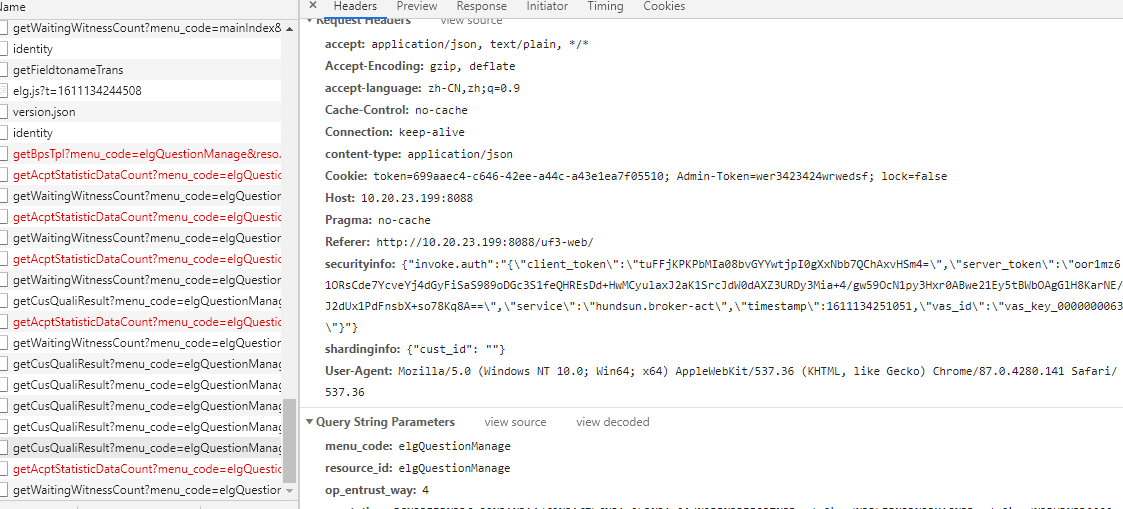 Name
getWaitingWitnessCount?menu_code=mainIndex&
identity
getFieldtonameTrans
elg.js?t=1611134244508
version.json
identity
getBpsTpl?menu_code=elgQuestionManage&reso.
getAcptStatisticDataCount?menu_code=elgQuestio
getWaitingWitnessCount?menu_code=elgQuestion
getAcptStatisticDataCount?menu_code=elgQuestio
getWaitingWitnessCount?menu_code=elgQuestion
getAcptStatisticDataCount?menu_code=elgQuestio
getWaitingWitnessCount?menu_code=elgQuestion
getCusQualiResult?menu_code=elgQuestionManag
getAcptStatisticDataCount?menu_code=elgQuestio
getWaitingWitnessCount?menu_code=elgQuestion
getCusQualiResult?menu_code=elgQuestionManag
getCusQualiResult?menu_code=elgQuestionManag
getCusQualiResult?menu_code=elgQuestionManag
getCusQualiResult?menu_code=elgQuestionManag
getCusQualiResult?menu_code=elgQuestionManag
getAcptStatisticDataCount?menu_code=elgQuestio
getWaitingWitnessCount?menu_code=elgQuestion
× Headers Preview Response Initiator Timing Cookies
Request Headers view source
accept: application/json, text/plain, */*
Accept-Encoding: gzip, deflate
accept-language: zh-CN,zh;q=0.9
Cache-Control: no-cache
Connection: keep-alive
content-type: application/json
Cookie: token=699aaec4-c646-42ee-a44c-a43e1ea7f05510; Admin-Token=wer3423424wrwedsf; lock=false
Host: 10.20.23.199:8088
Pragma: no-cache
Referer: http://10.20.23.199:8088/uf3-web/
securityinfo: {"invoke.auth":"{\"client_token\":\"tuFFjKPKPbMIa08bvGYYwtjpI0gXxNbb7QChAxvHSm4=\",\"server_token\":\"oor1mz6
1ORsCde7YcveYj4dGyFiSaS989oDGc3S1feQHREsDd+HwMCyulaxJ2aK1SrcJdW0dAXZ3URDy3Mia+4/gw59OcN1py3Hxr0ABwe21Ey5tBWbOAgGlH8KarNE/
J2dUx1PdFnsbX+so78Kq8A==\",\"service\":\"hundsun.broker-act\",\"timestamp\":1611134251051,\"vas_id\":\"vas_key_0000000063
\"}"}
shardinginfo: {"cust_id": ""}
User-Agent: Mozilla/5.0 (Windows NT 10.0; Win64; x64) AppleWebKit/537.36 (KHTML, like Gecko) Chrome/87.0.4280.141 Safari/
537.36
Query String Parameters view source view decoded
menu_code: elgQuestionManage
resource_id: elgQuestionManage
op_entrust_way: 4